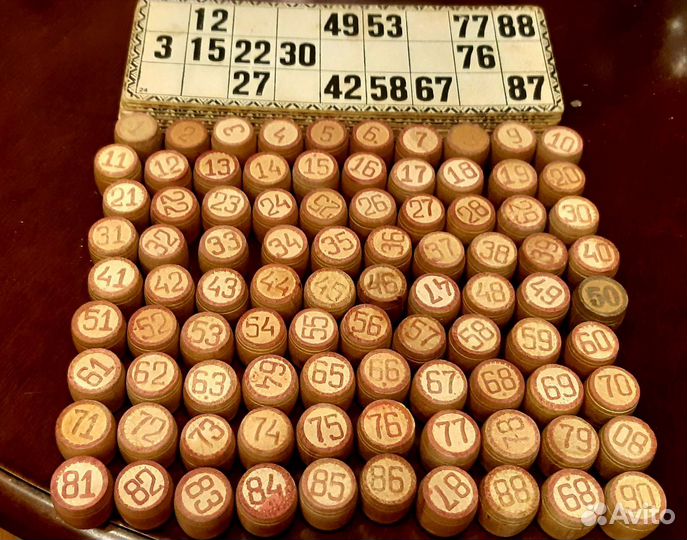 12 49 53 77 88
3 15 22 30 76
27 42 58 67 87
24
1 2 3 4 5 6. 7 9 10
11 12 13 14 15 16 17 18 19 20
21 22 23 24 25 26 27 28 29 30
31 32 33 34 35 36 37 38 39 40
41 42 43 44 45 46 47 48 49 50
51 52 53 54 55 56 57 58 59 60
61 62 63 64 65 66 67 68 69 70
71 72 73 74 75 76 77 78 79 80
81 82 83 84 85 86 87 88 89 90
Avito